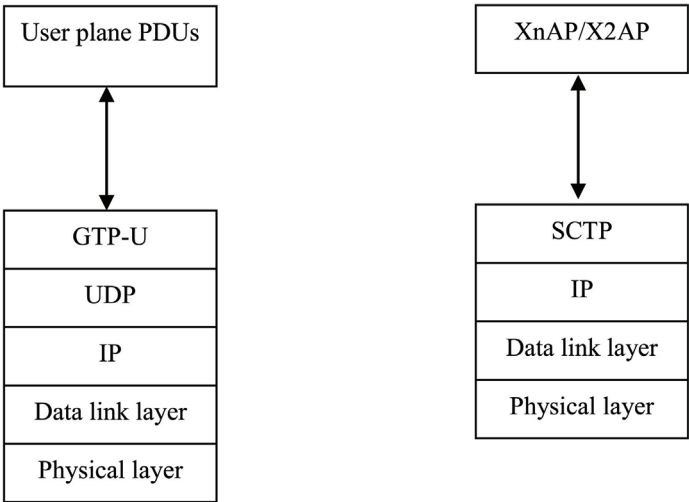 User plane PDUs
GTP-U
UDP
IP
Data link layer
Physical layer
XnAP/X2AP
SCTP
IP
Data link layer
Physical layer